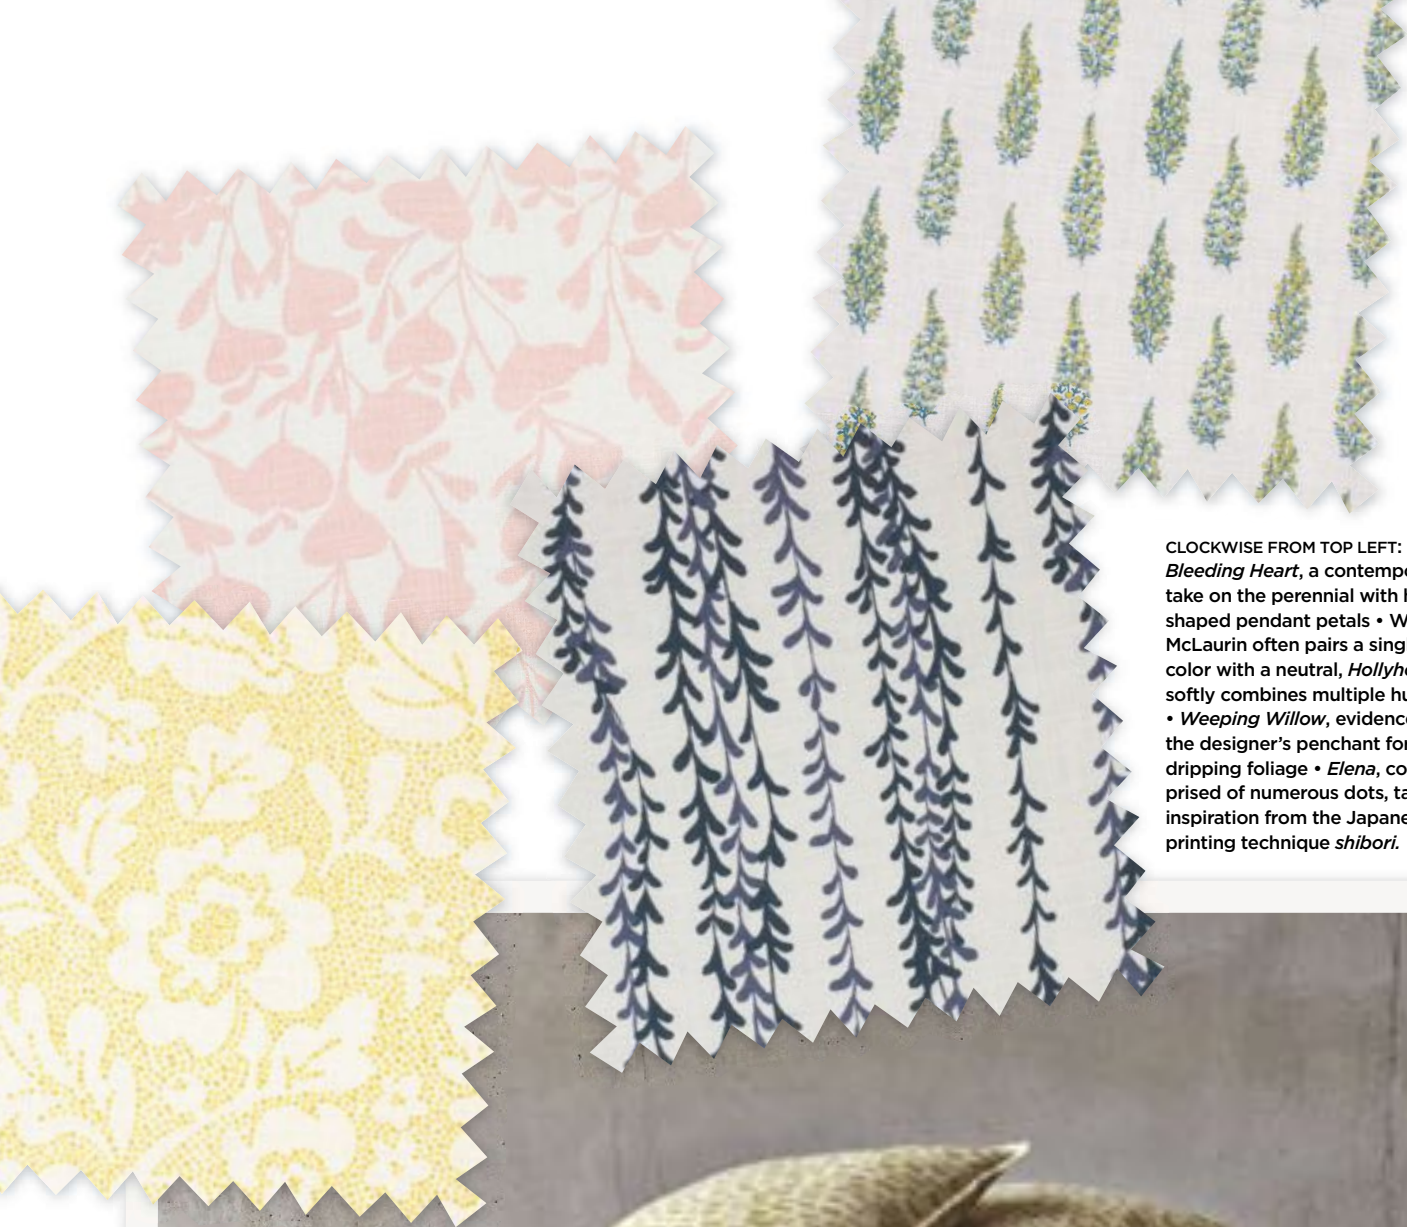 CLOCKWISE FROM TOP LEFT:
Bleeding Heart, a
take on the perennial with
shaped pendant petals •
McLaurin often pairs a
color with a neutral,
softly combines multiple
• Weeping Willow,
the designer’s penchant for
dripping foliage • Elena,
prised of numerous dots,
inspiration from the
printing technique shibori.